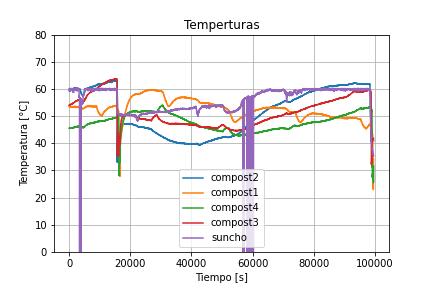 Temperturas
Temperatura [°C]
80
70
60
50
40
30
20
10
0
compost2
compost1
compost4
compost3
suncho
0
20000
40000
60000
80000
100000
Tiempo [s]